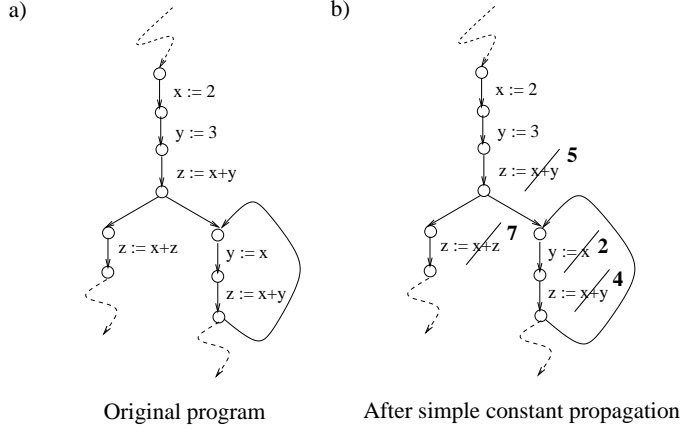 a)
x := 2
y := 3
z := x+y
z := x+z
y := x
z := x+y
Original program
b)
x := 2
y := 3
z := x+y 5
z := x+z 7
y := x 2
z := x+y 4
After simple constant propagation